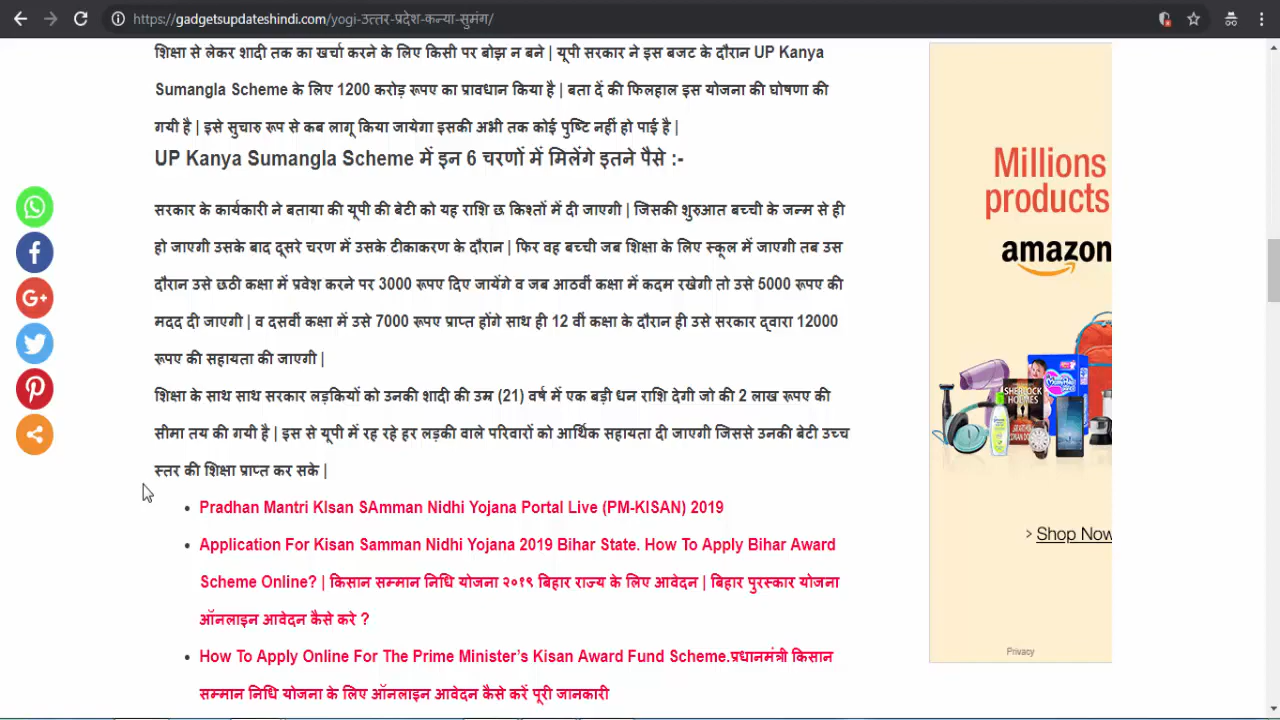 https://gadgetsupdateshindi.com/yogi-उत्तर-प्रदेश-कन्या-सुमंग/
शिक्षा से लेकर शादी तक का खर्चा करने के लिए किसी पर बोझ न बने | यूपी सरकार ने इस बजट के दौरान UP Kanya
Sumangla Scheme के लिए 1200 करोड़ रूपए का प्रावधान किया है | बता दें की फिलहाल इस योजना की घोषणा की
गयी है | इसे सुचारु रूप से कब लागू किया जायेगा इसकी अभी तक कोई पुष्टि नहीं हो पाई है |
UP Kanya Sumangla Scheme में इन 6 चरणों में मिलेंगे इतने पैसे :-
सरकार के कार्यकारी ने बताया की यूपी की बेटी को यह राशि छ किश्तों में दी जाएगी | जिसकी शुरुआत बच्ची के जन्म से ही
हो जाएगी उसके बाद दूसरे चरण में उसके टीकाकरण के दौरान | फिर वह बच्ची जब शिक्षा के लिए स्कूल में जाएगी तब उस
दौरान उसे छठी कक्षा में प्रवेश करने पर 3000 रूपए दिए जायेंगे व जब आठवीं कक्षा में कदम रखेगी तो उसे 5000 रूपए की
मदद दी जाएगी | व दसवीं कक्षा में उसे 7000 रूपए प्राप्त होंगे साथ ही 12 वीं कक्षा के दौरान ही उसे सरकार द्वारा 12000
रूपए की सहायता की जाएगी |
शिक्षा के साथ साथ सरकार लड़कियों को उनकी शादी की उम्र (21) वर्ष में एक बड़ी धन राशि देगी जो की 2 लाख रूपए की
सीमा तय की गयी है | इस से यूपी में रह रहे हर लड़की वाले परिवारों को आर्थिक सहायता दी जाएगी जिससे उनकी बेटी उच्च
स्तर की शिक्षा प्राप्त कर सके |
Pradhan Mantri KIsan SAmman Nidhi Yojana Portal Live (PM-KISAN) 2019
Application For Kisan Samman Nidhi Yojana 2019 Bihar State. How To Apply Bihar Award
Scheme Online? | किसान सम्मान निधि योजना २०१९ बिहार राज्य के लिए आवेदन | बिहार पुरस्कार योजना
ऑनलाइन आवेदन कैसे करे ?
How To Apply Online For The Prime Minister's Kisan Award Fund Scheme.प्रधानमंत्री किसान
सम्मान निधि योजना के लिए ऑनलाइन आवेदन कैसे करें पूरी जानकारी
Millions
products
amazon
SHERLOCK
HOLMES
> Shop Now
Privacy